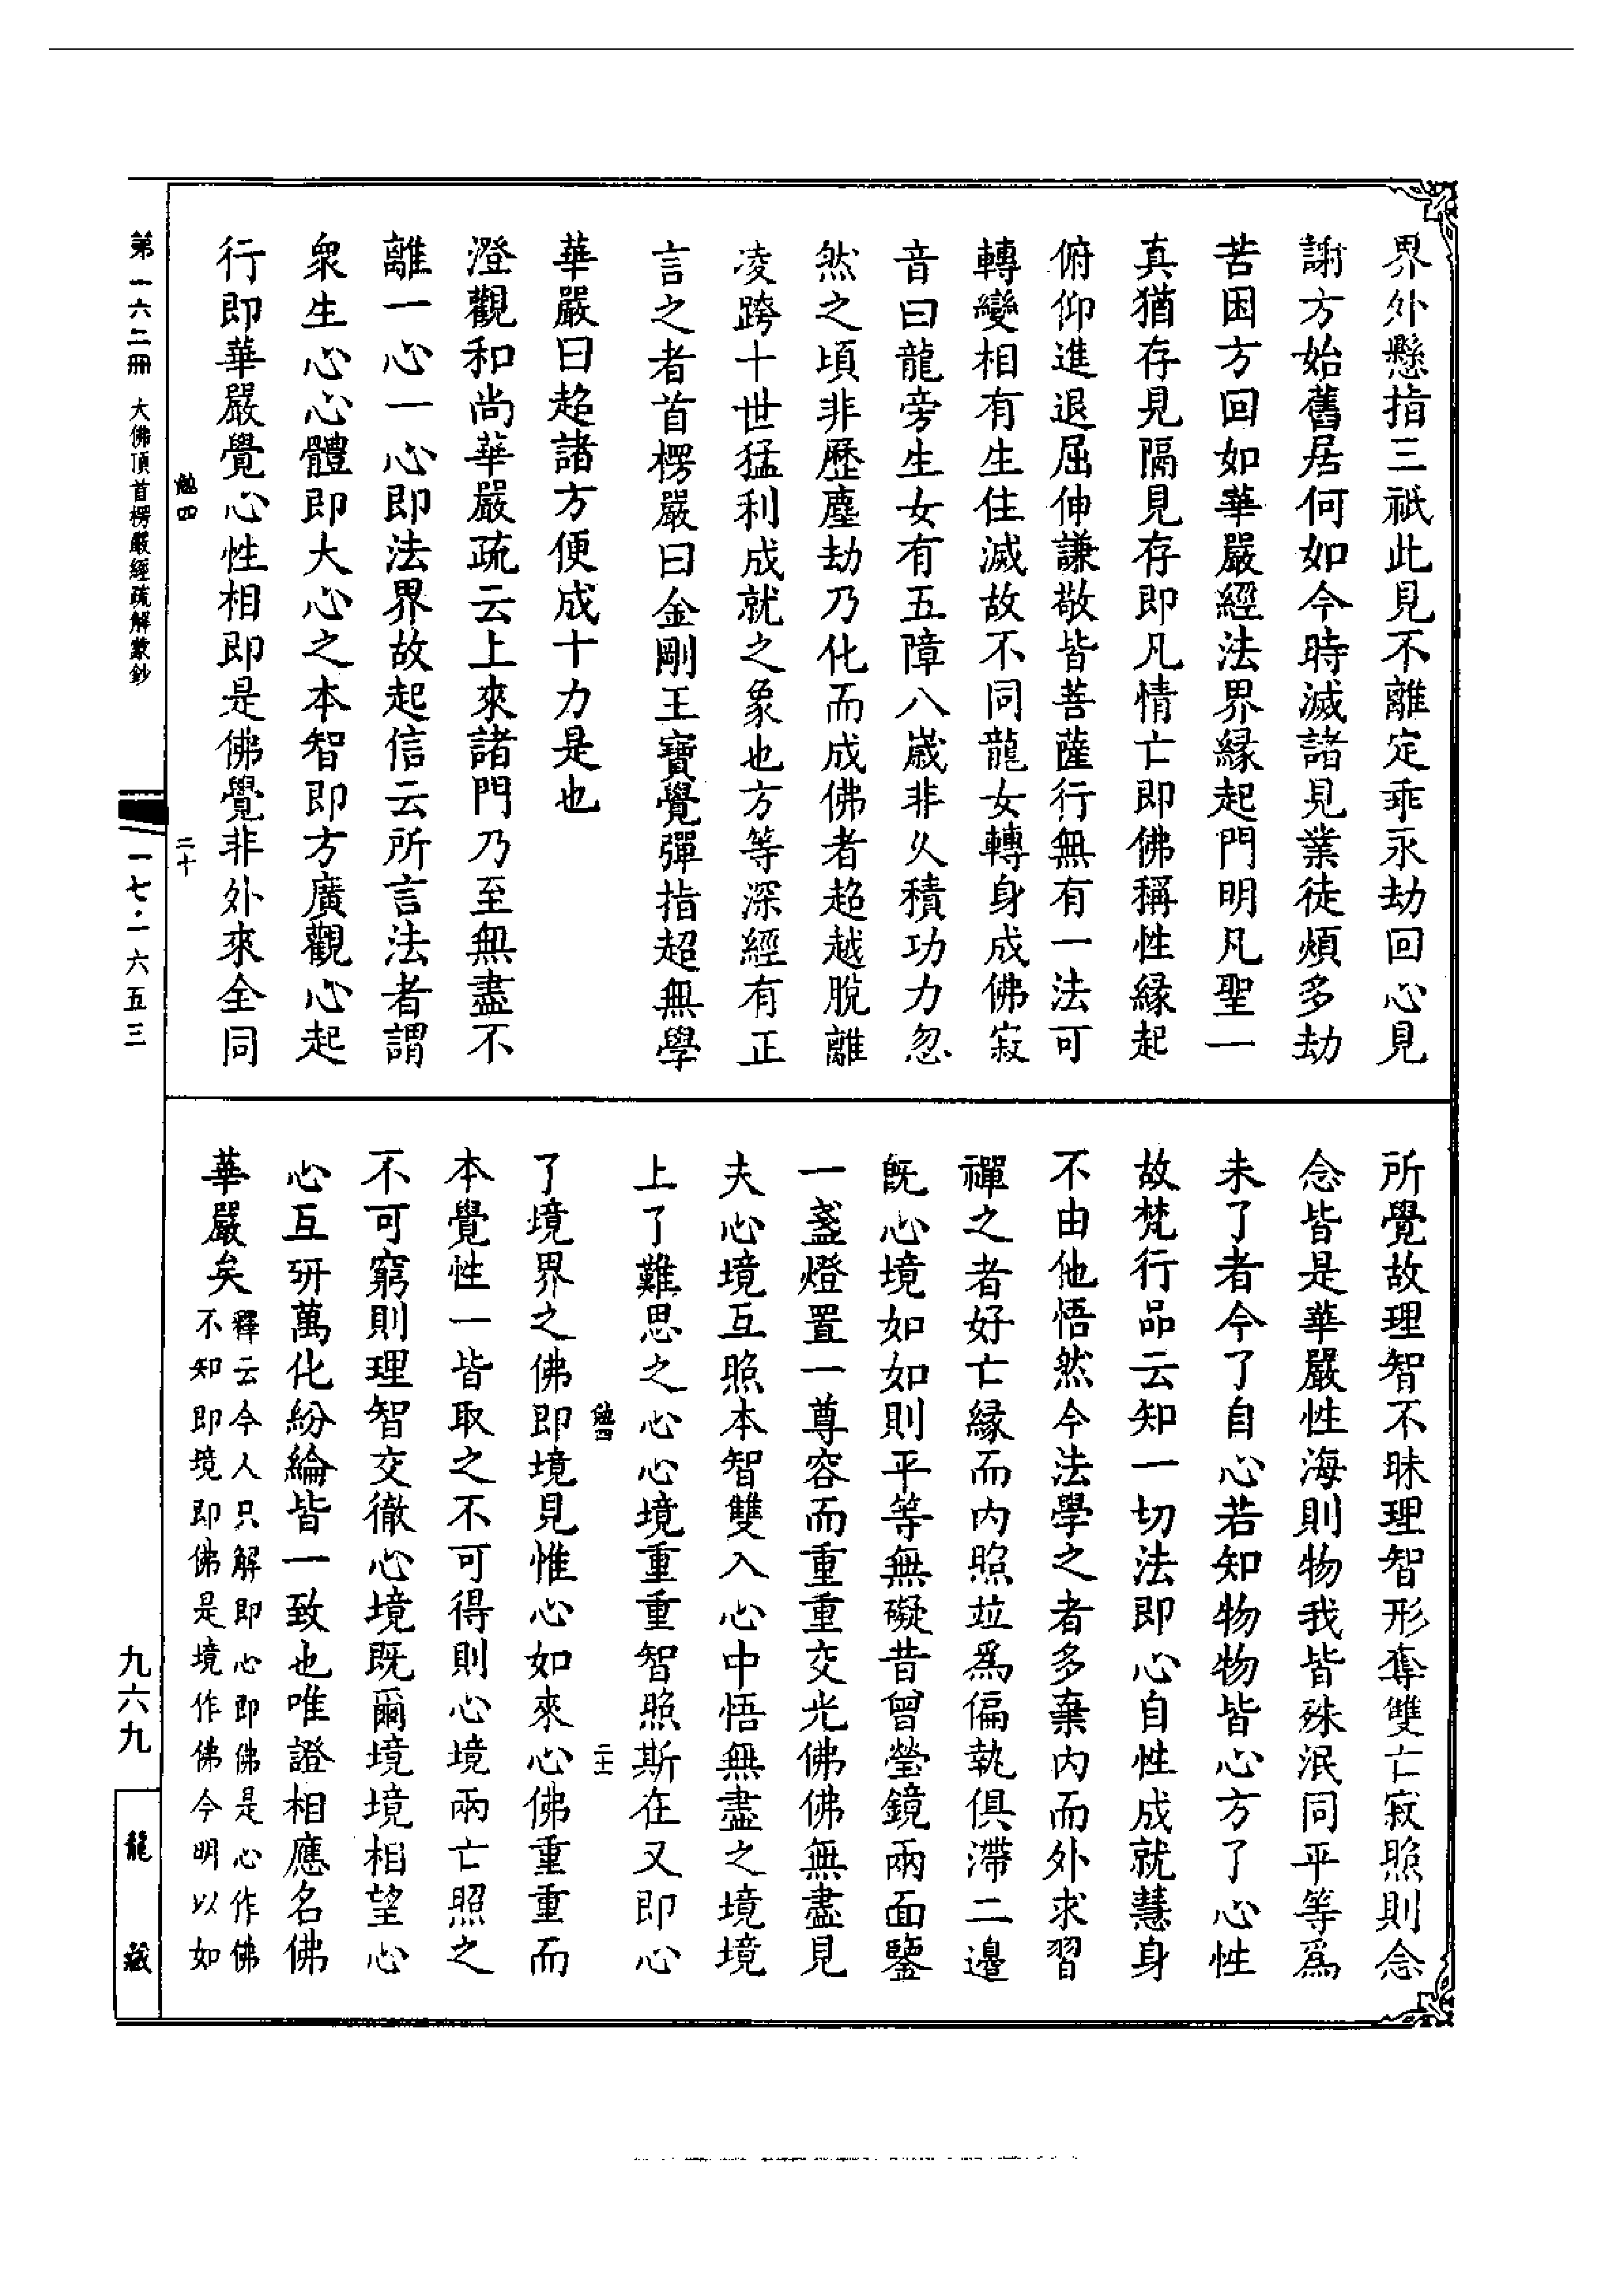 界外懸指三祇此見不離定乖永劫回心見
謝方始舊居何如今時滅諸見業徒煩多劫
苦困方回如華嚴經法界緣起門明凡聖一
真猶存見隔見存即凡情亡即佛稱性緣起
俯仰進退屈伸謙敬皆菩薩行無有一法可
轉變相有生住滅故不同龍女轉身成佛寂
音曰龍旁生女有五障八嵗非久積功力忽
然之頃非歷塵劫乃化而成佛者超越脫離
凌跨十世猛利成就之象也方等深經有正
言之者首楞嚴曰金剛王寶覺彈指超無學
華嚴曰超諸方便成十力是也
澄觀和尚華嚴疏云上來諸門乃至無盡不
離一心一心即法界故起信云所言法者謂
衆生心心體即大心之本智即方廣觀心起
行即華嚴覺心性相即是佛覺非外來全同
勉四
二十
所覺故理智不昧理智形奪雙亡寂照則念
念皆是華嚴性海則物我皆殊泯同平等爲
未了者今了自心若知物物皆心方了心性
故梵行品云知一切法即心自性成就慧身
不由他悟然今法學之者多棄內而外求習
禪之者好亡緣而內照竝爲偏執俱滯二邊
旣心境如如則平等無礙昔曾瑩鏡兩面鑒
一盞燈置一尊容而重重交光佛佛無盡見
夫心境互照本智雙入心中悟無盡之境境
上了難思之心心境重重智照斯在又即心
勉四
二十一
了境界之佛即境見惟心如來心佛重重而
本覺性一皆取之不可得則心境兩亡照之
不可窮則理智交徹心境既爾境境相望心
心互研萬化紛綸皆一致也唯證相應名佛
華嚴矣釋云今人只解即心即佛是心作佛
不知即境即佛是境作佛今明以如
第一六二冊 大佛頂首楞嚴經疏解蒙鈔
一七·一六五三
九六九
龍藏